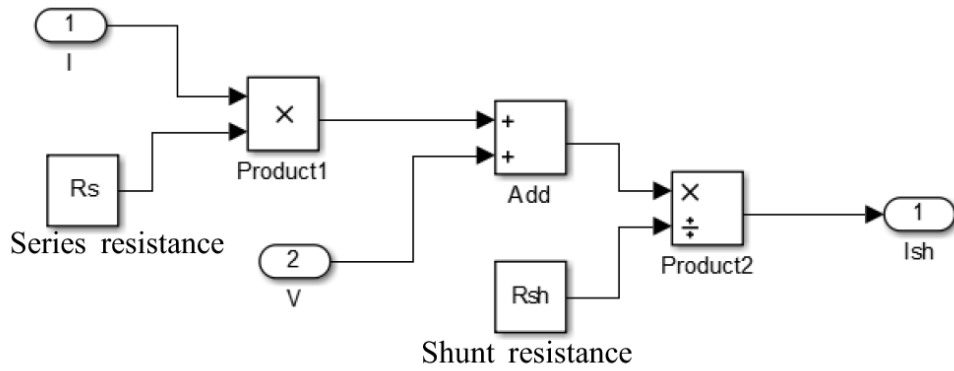 1
I
×
Product1
Rs
Series resistance
+
+
Add
2
V
×
÷
Product2
Rsh
Shunt resistance
1
Ish